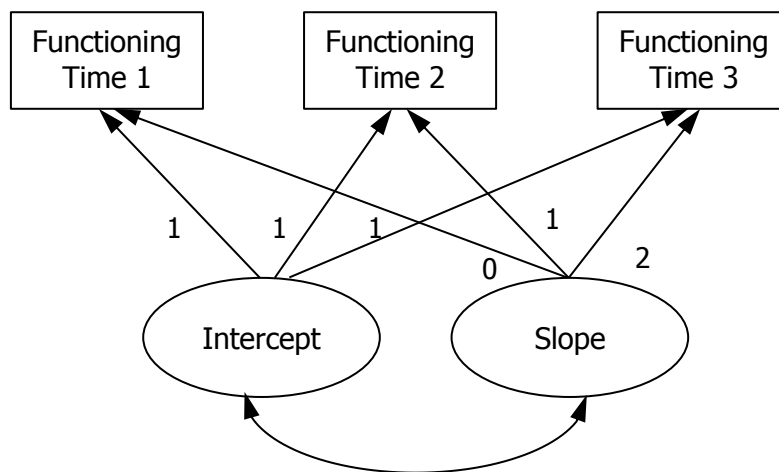 Functioning
Time 1
Functioning
Time 2
Functioning
Time 3
1
1
1
1
0
2
Intercept
Slope